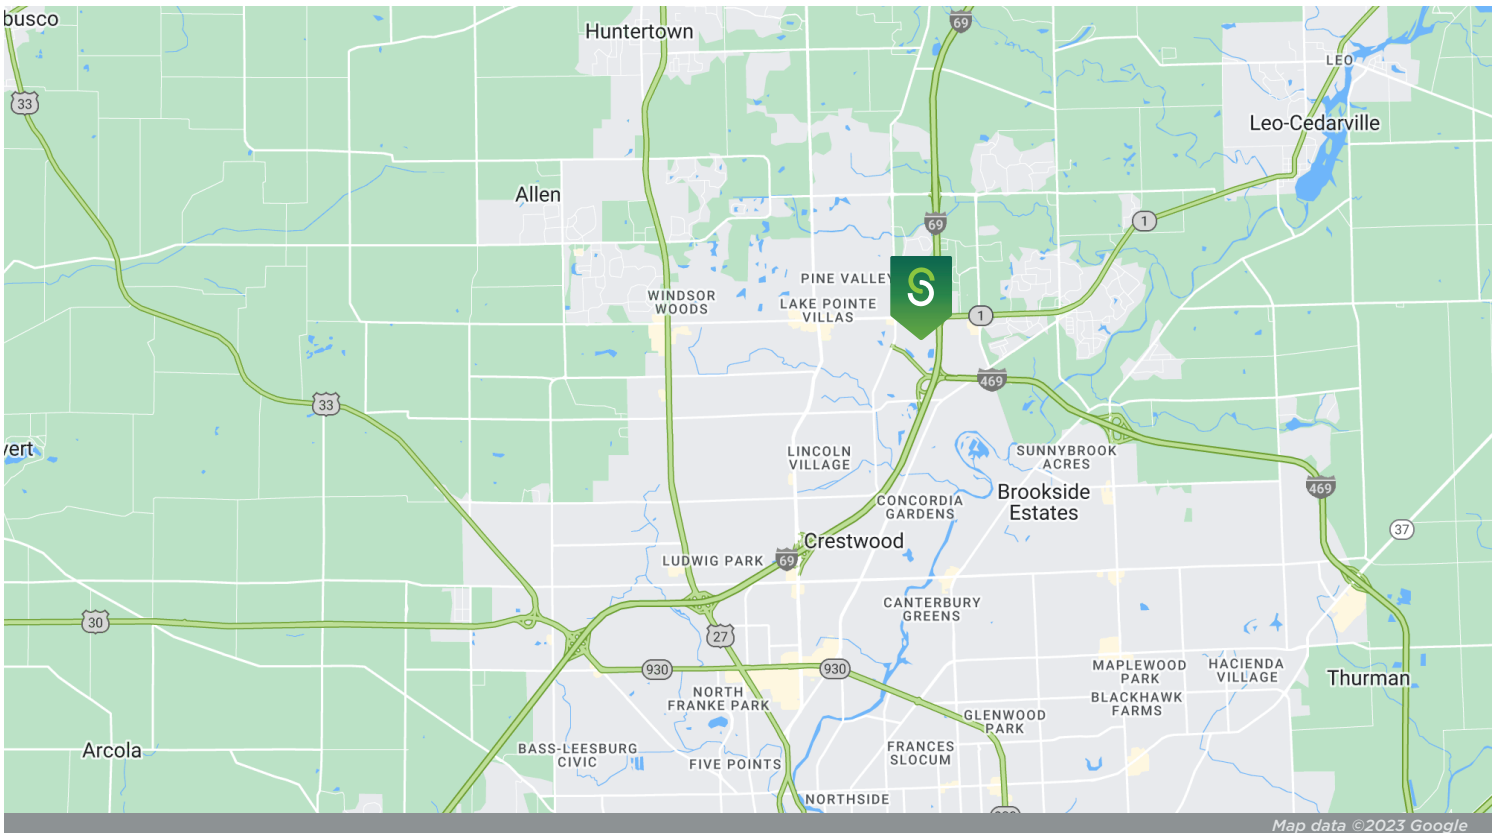 busco
Huntertown
69
LEO
33
Leo-Cedarville
Allen
1
69
PINE VALLEY
S
WINDSOR
WOODS
LAKE POINTE
VILLAS
1
469
33
vert
LINCOLN
VILLAGE
SUNNYBROOK
ACRES
469
Brookside
Estates
CONCORDIA
GARDENS
37
Crestwood
69
LUDWIG PARK
CANTERBURY
GREENS
30
27
930
930
MAPLEWOOD
PARK
HACIENDA
VILLAGE
Thurman
NORTH
FRANKE PARK
BLACKHAWK
FARMS
GLENWOOD
PARK
Arcola
BASS-LEESBURG
CIVIC
FIVE POINTS
FRANCES
SLOCUM
NORTHSIDE
Map data ©2023 Google